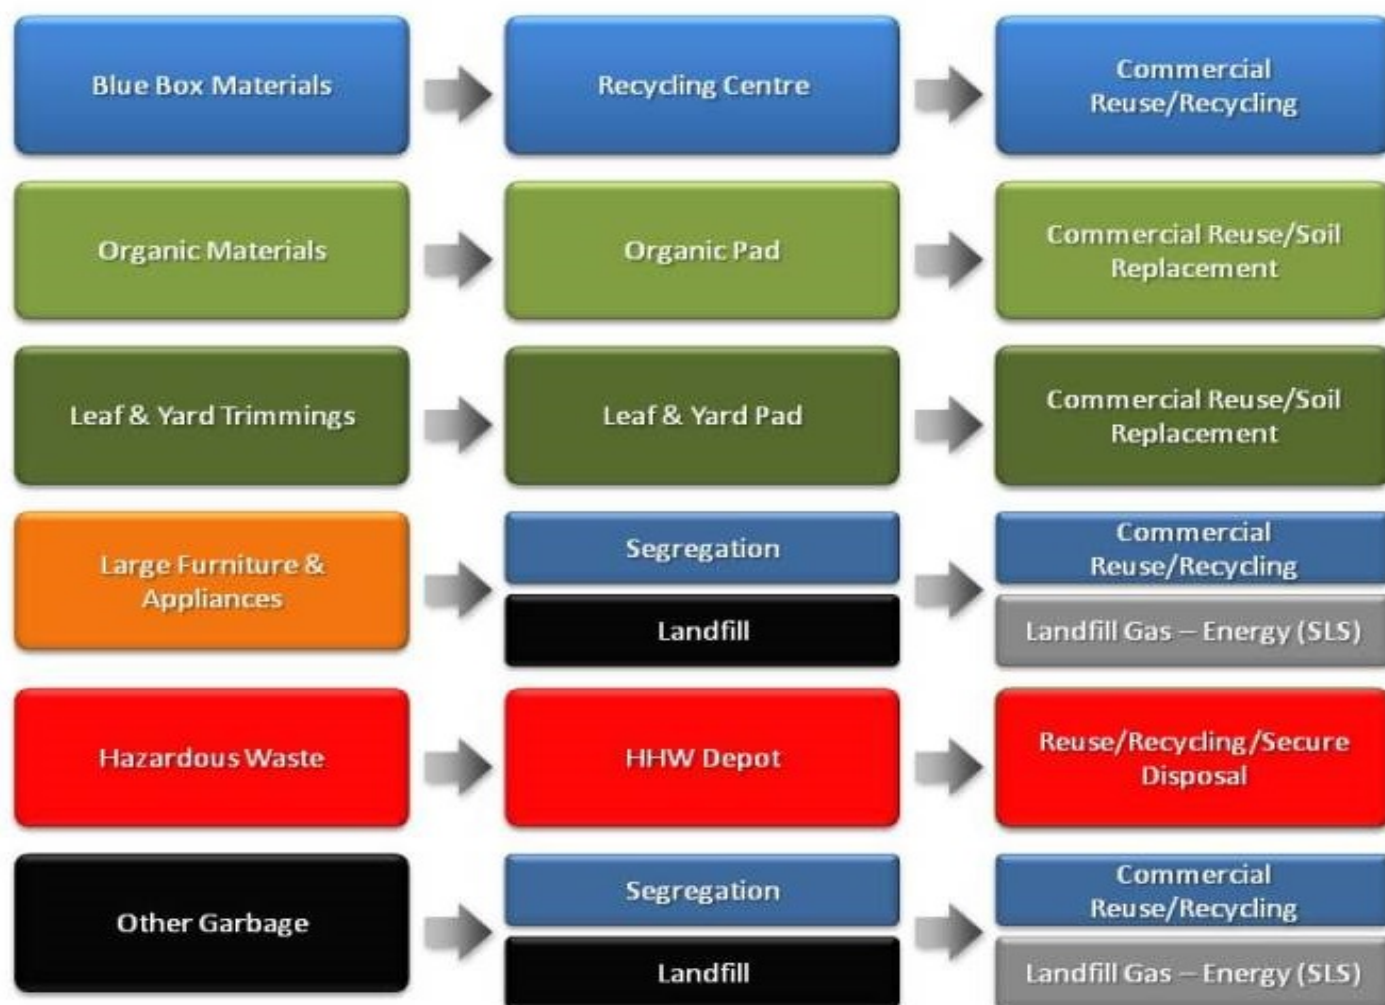 Blue Box Materials
Recycling Centre
Commercial
Reuse/Recycling
Organic Materials
Organic Pad
Commercial Reuse/Soil
Replacement
Leaf & Yard Trimmings
Leaf & Yard Pad
Commercial Reuse/Soil
Replacement
Large Furniture &
Appliances
Segregation
Commercial
Reuse/Recycling
Landfill
Landfill Gas – Energy (SLS)
Hazardous Waste
HHW Depot
Reuse/Recycling/Secure
Disposal
Other Garbage
Segregation
Commercial
Reuse/Recycling
Landfill
Landfill Gas – Energy (SLS)